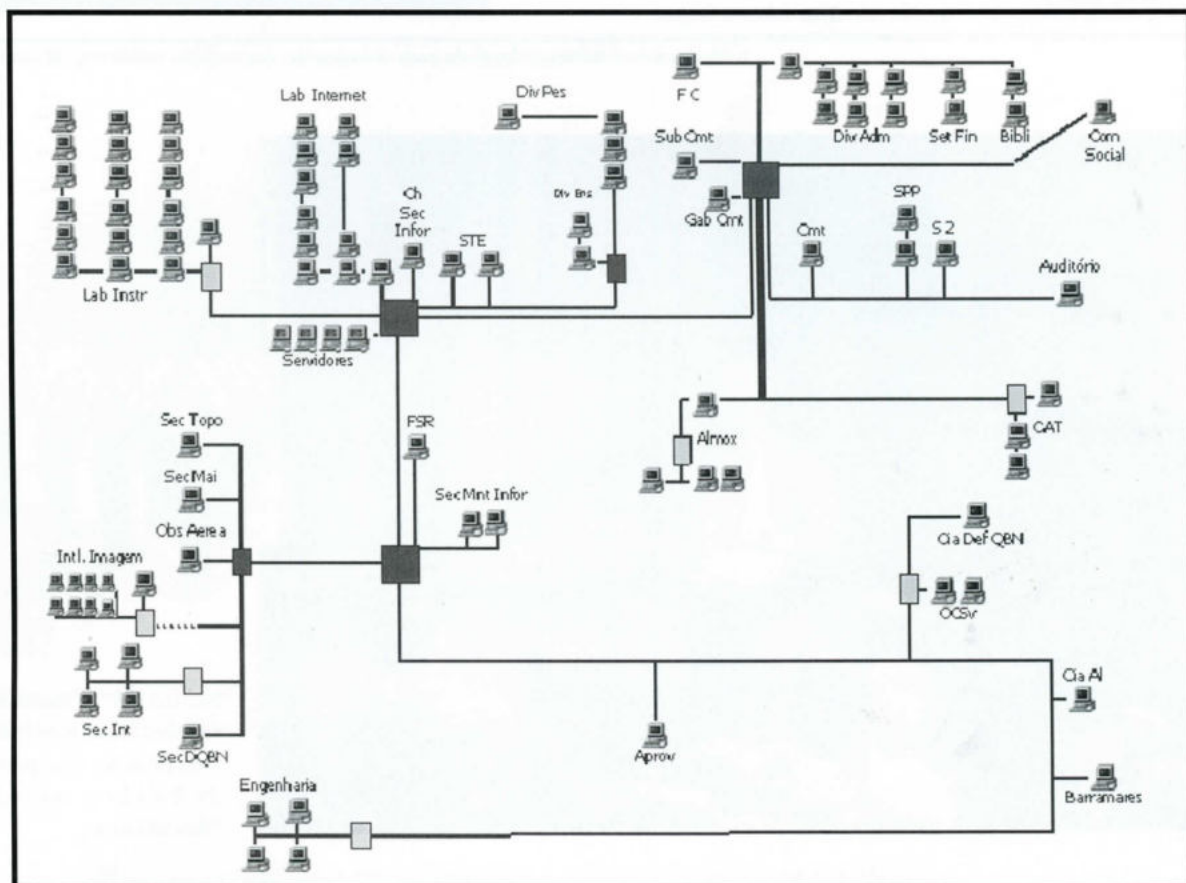 Lab Internet
Div Pes
F C
Div Adm
Set Fin
Bibli
Com
Social
Sub Cmt
Gab Cmt
Ch
Sec
Infor
STE
Div Ens
Cmt
SPP
S 2
Auditório
Lab Instr
Servidores
Sec Topo
FSR
Almox
Sec Mai
Sec Mnt Infor
Obs Aerea
Cia Def QBN
Intl. Imagem
OCSv
Cia Al
Sec Int
Sec DQBN
Aprov
Engenharia
Barramares